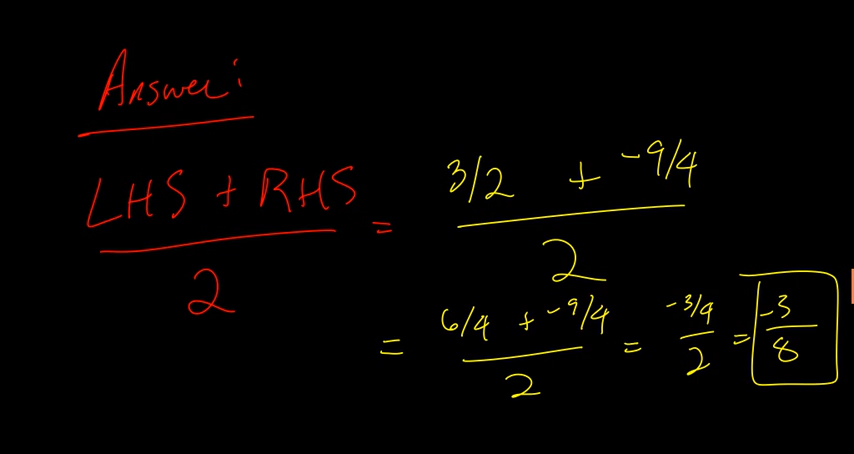 Answer:
LHS + RHS / 2 = 3/2 + -9/4 / 2
= 6/4 + -9/4 / 2 = -3/4 / 2 = -3/8